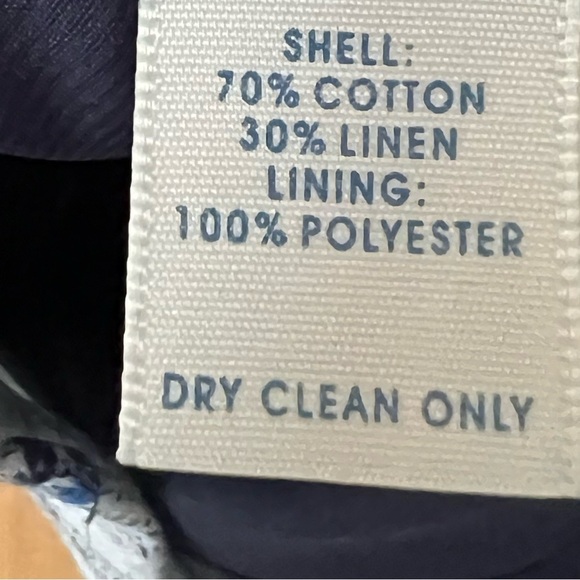 SHELL:
70% COTTON
30% LINEN
LINING:
100% POLYESTER
DRY CLEAN ONLY